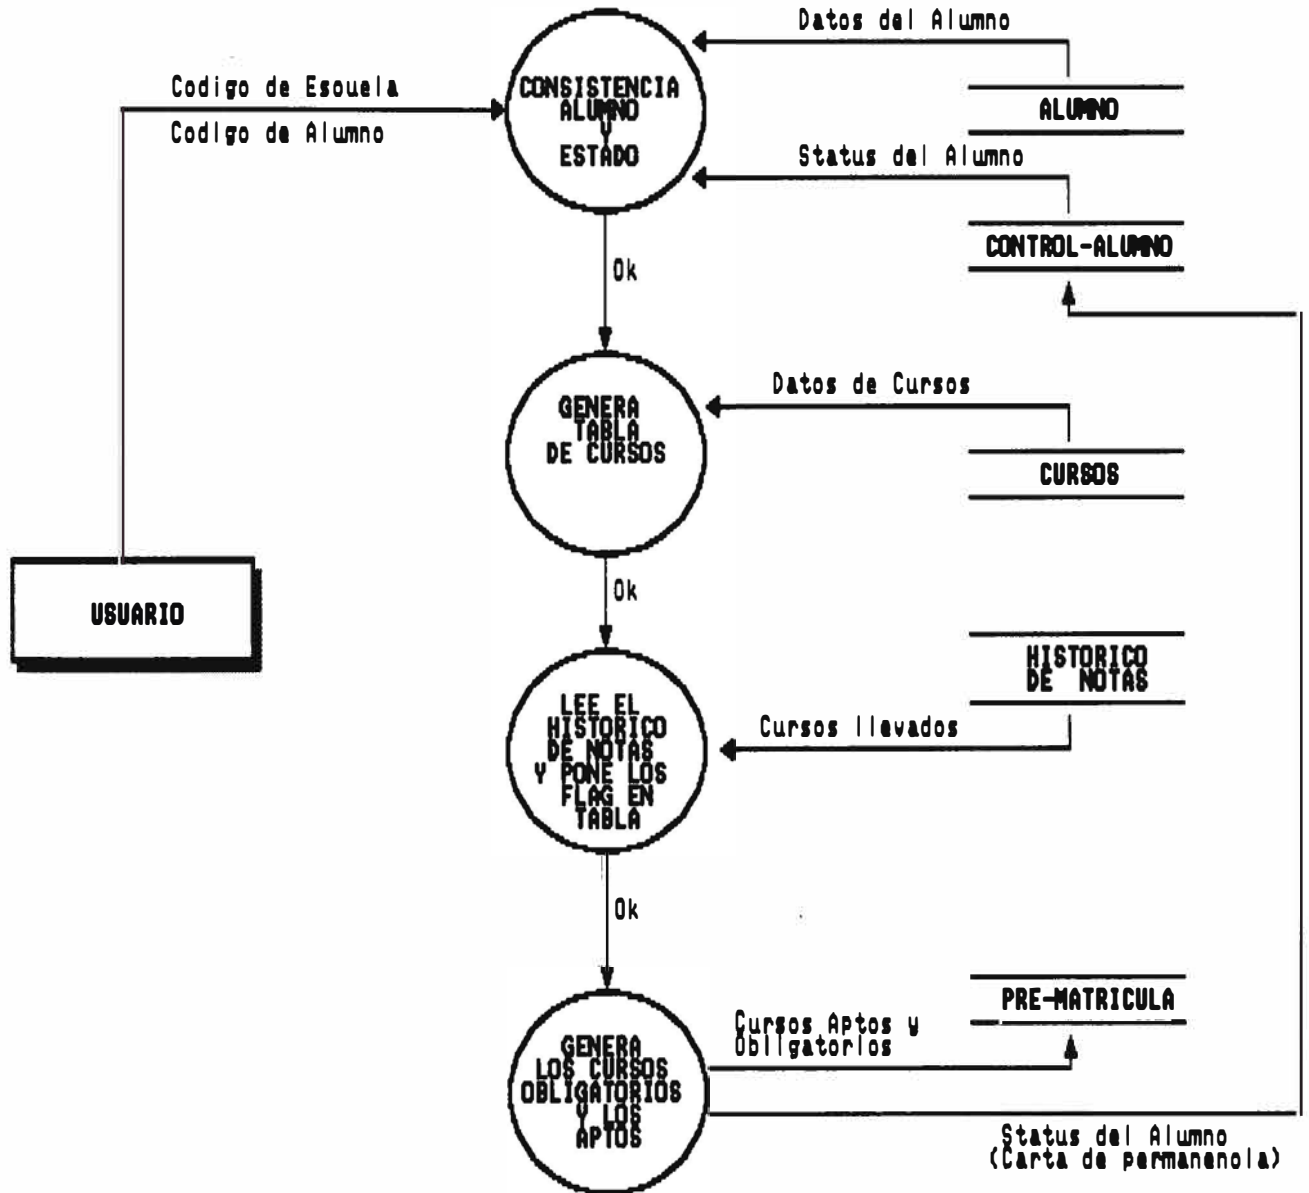 Datos del Alumno
Codigo de Escuela
CONSISTENCIA
ALUMNO
Y
ESTADO
ALUMNO
Codigo de Alumno
Status del Alumno
CONTROL-ALUMNO
Ok
Datos de Cursos
GENERA
TABLA
DE CURSOS
CURSOS
Ok
USUARIO
HISTORICO
DE NOTAS
LEE EL
HISTORICO
DE NOTAS
Y PONE LOS
FLAG EN
TABLA
Cursos llevados
Ok
PRE-MATRICULA
Cursos Aptos y
Obligatorios
GENERA
LOS CURSOS
OBLIGATORIOS
Y LOS
APTOS
Status del Alumno
(Carta de permanencia)